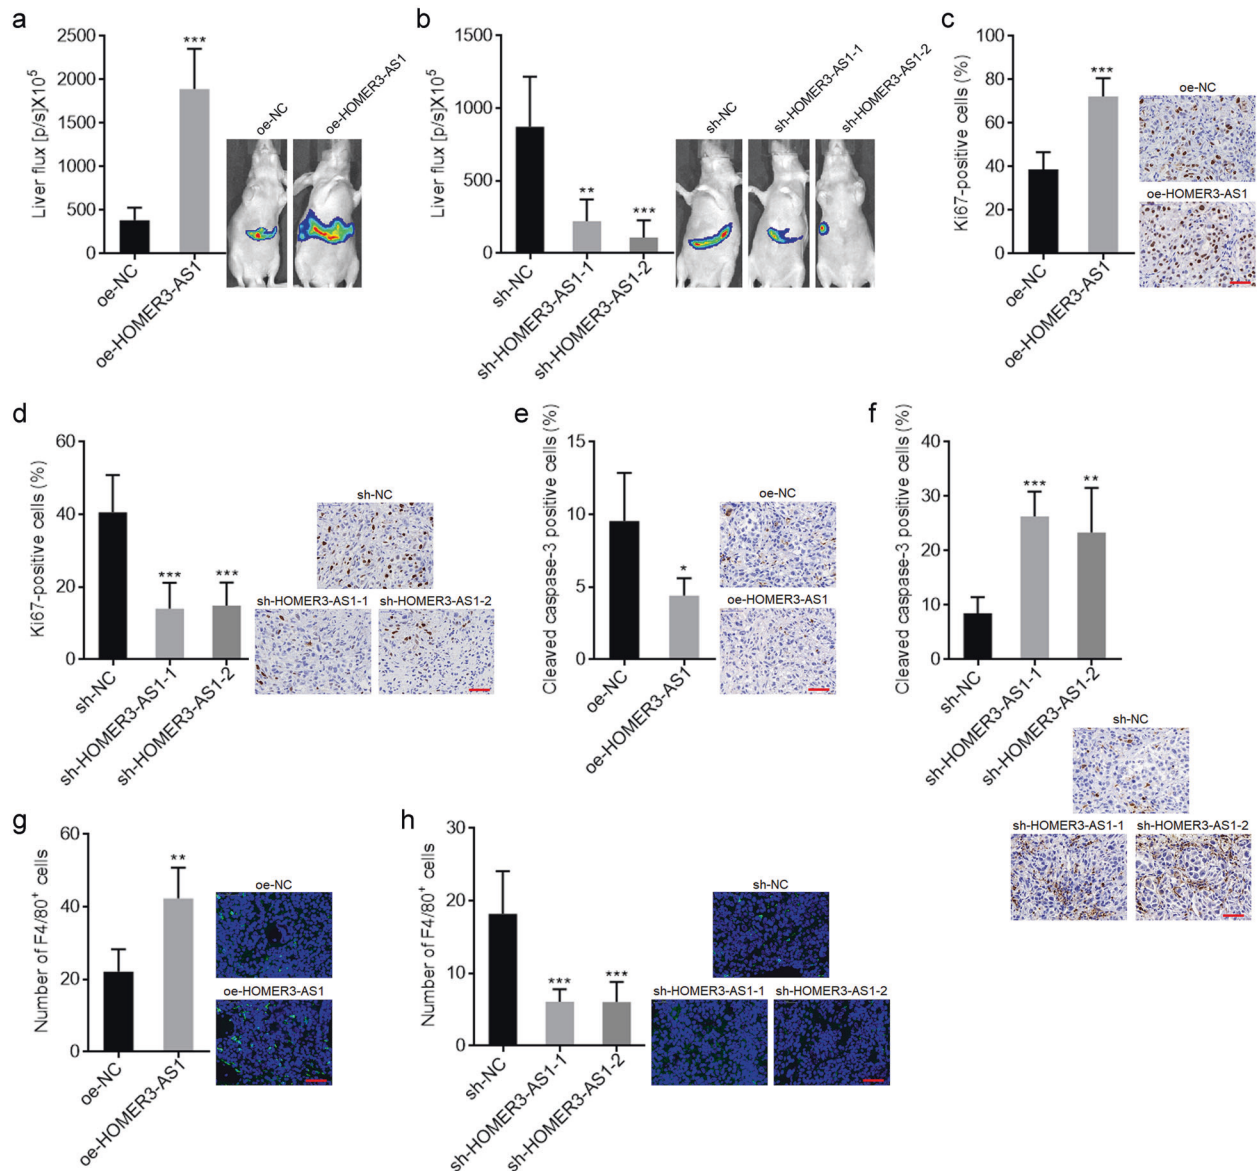 a
Liver flux [p/s]X10⁵
2500
2000
1500
1000
500
0
***
oe-NC
oe-HOMER3-AS1
oe-NC
oe-HOMER3-AS1
b
Liver flux [p/s]X10⁵
1500
1000
500
0
**
***
sh-NC
sh-HOMER3-AS1-1
sh-HOMER3-AS1-2
sh-NC
sh-HOMER3-AS1-1
sh-HOMER3-AS1-2
c
Ki67-positive cells (%)
100
80
60
40
20
0
***
oe-NC
oe-HOMER3-AS1
oe-NC
oe-HOMER3-AS1
d
Ki67-positive cells (%)
60
40
20
0
***
***
sh-NC
sh-HOMER3-AS1-1
sh-HOMER3-AS1-2
sh-NC
sh-HOMER3-AS1-1
sh-HOMER3-AS1-2
e
Cleaved caspase-3 positive cells (%)
15
10
5
0
*
oe-NC
oe-HOMER3-AS1
oe-NC
oe-HOMER3-AS1
f
Cleaved caspase-3 positive cells (%)
40
30
20
10
0
***
**
sh-NC
sh-HOMER3-AS1-1
sh-HOMER3-AS1-2
sh-NC
sh-HOMER3-AS1-1
sh-HOMER3-AS1-2
g
Number of F4/80⁺ cells
60
40
20
0
**
oe-NC
oe-HOMER3-AS1
oe-NC
oe-HOMER3-AS1
h
Number of F4/80⁺ cells
30
20
10
0
***
***
sh-NC
sh-HOMER3-AS1-1
sh-HOMER3-AS1-2
sh-NC
sh-HOMER3-AS1-1
sh-HOMER3-AS1-2